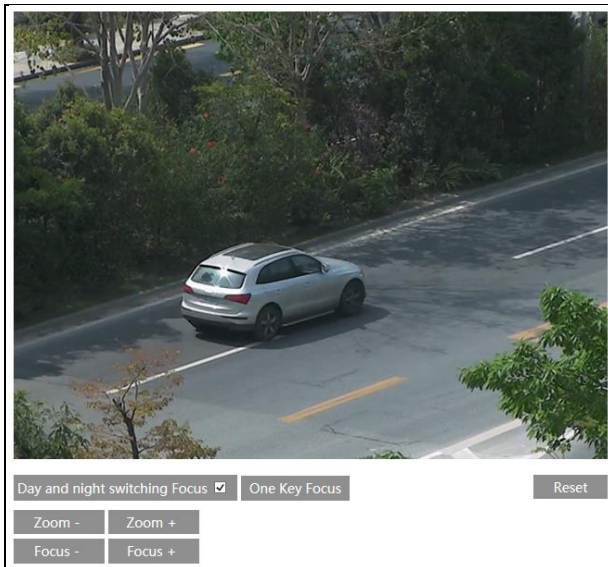 Day and night switching Focus One Key Focus Reset
Zoom - Zoom +
Focus - Focus +